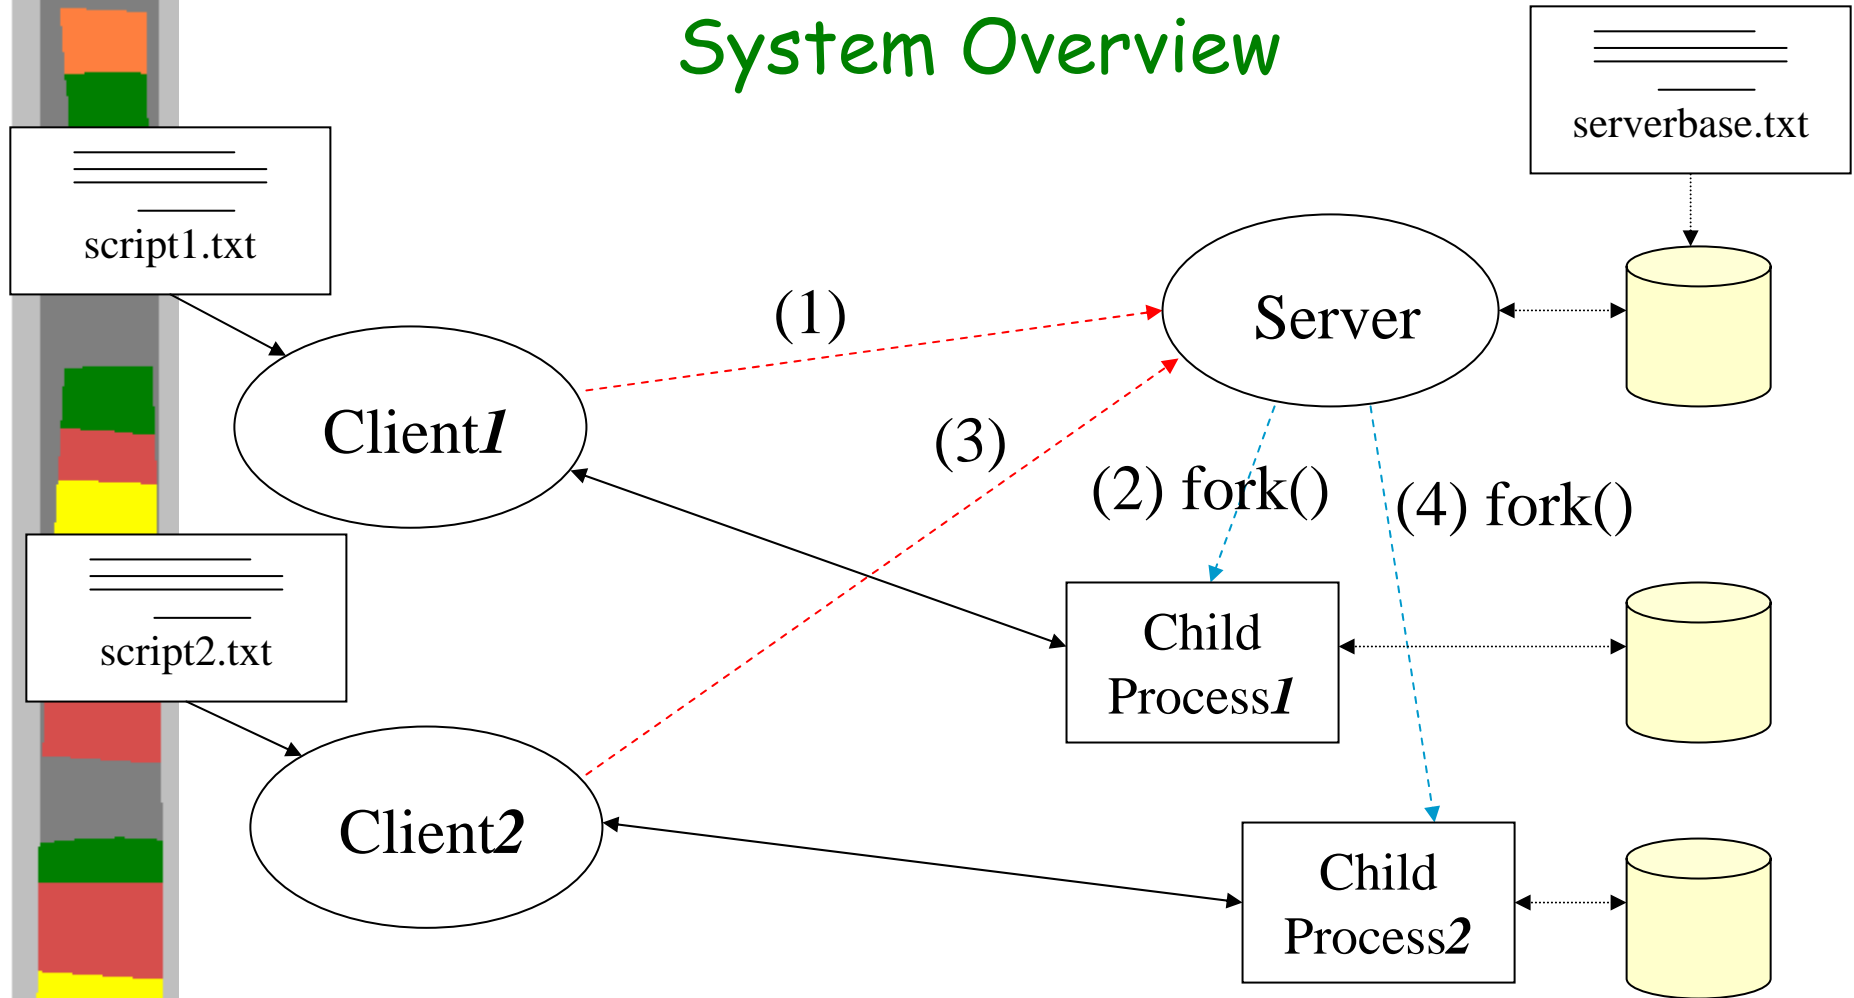 System Overview
serverbase.txt
script1.txt
(1)
Server
Client1
(3)
(2) fork()
(4) fork()
Child
Process1
script2.txt
Client2
Child
Process2